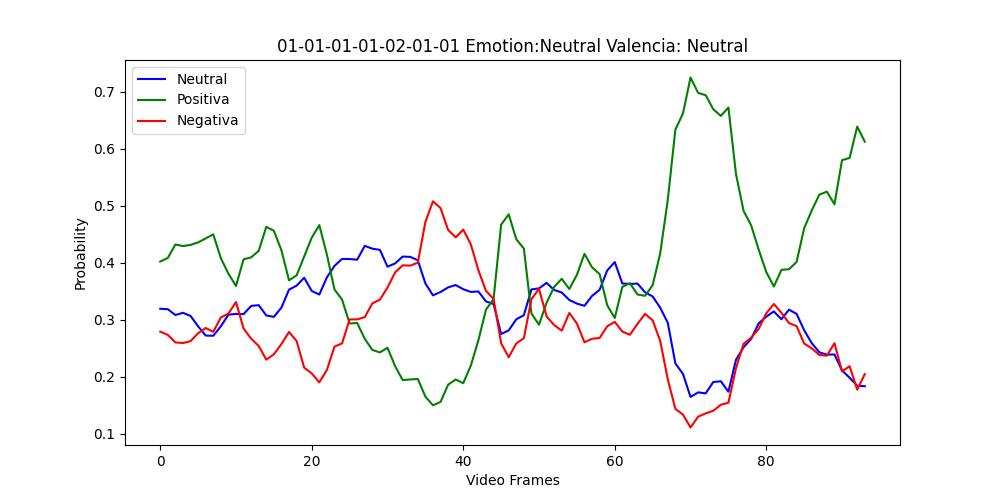 01-01-01-01-02-01-01 Emotion:Neutral Valencia: Neutral
Neutral
Positiva
Negativa
Probability
0.7
0.6
0.5
0.4
0.3
0.2
0.1
0 20 40 60 80
Video Frames